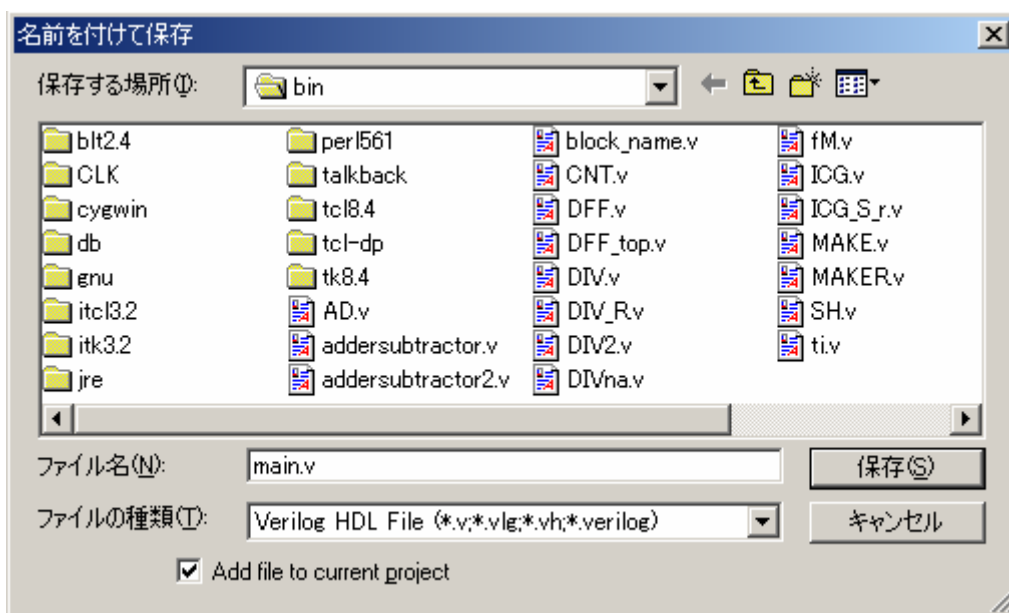 名前を付けて保存
保存する場所(I):
bin
blt2.4
CLK
cygwin
db
gnu
itcl3.2
itk3.2
jre
perl561
talkback
tcl8.4
tcl-dp
tk8.4
AD.v
addersubtractor.v
addersubtractor2.v
block_name.v
CNT.v
DFF.v
DFF_top.v
DIV.v
DIV_R.v
DIV2.v
DIVna.v
fM.v
ICG.v
ICG_S_r.v
MAKE.v
MAKER.v
SH.v
ti.v
ファイル名(N):
main.v
保存(S)
ファイルの種類(T):
Verilog HDL File (*.v;*.vlg;*.vh;*.verilog)
キャンセル
Add file to current project